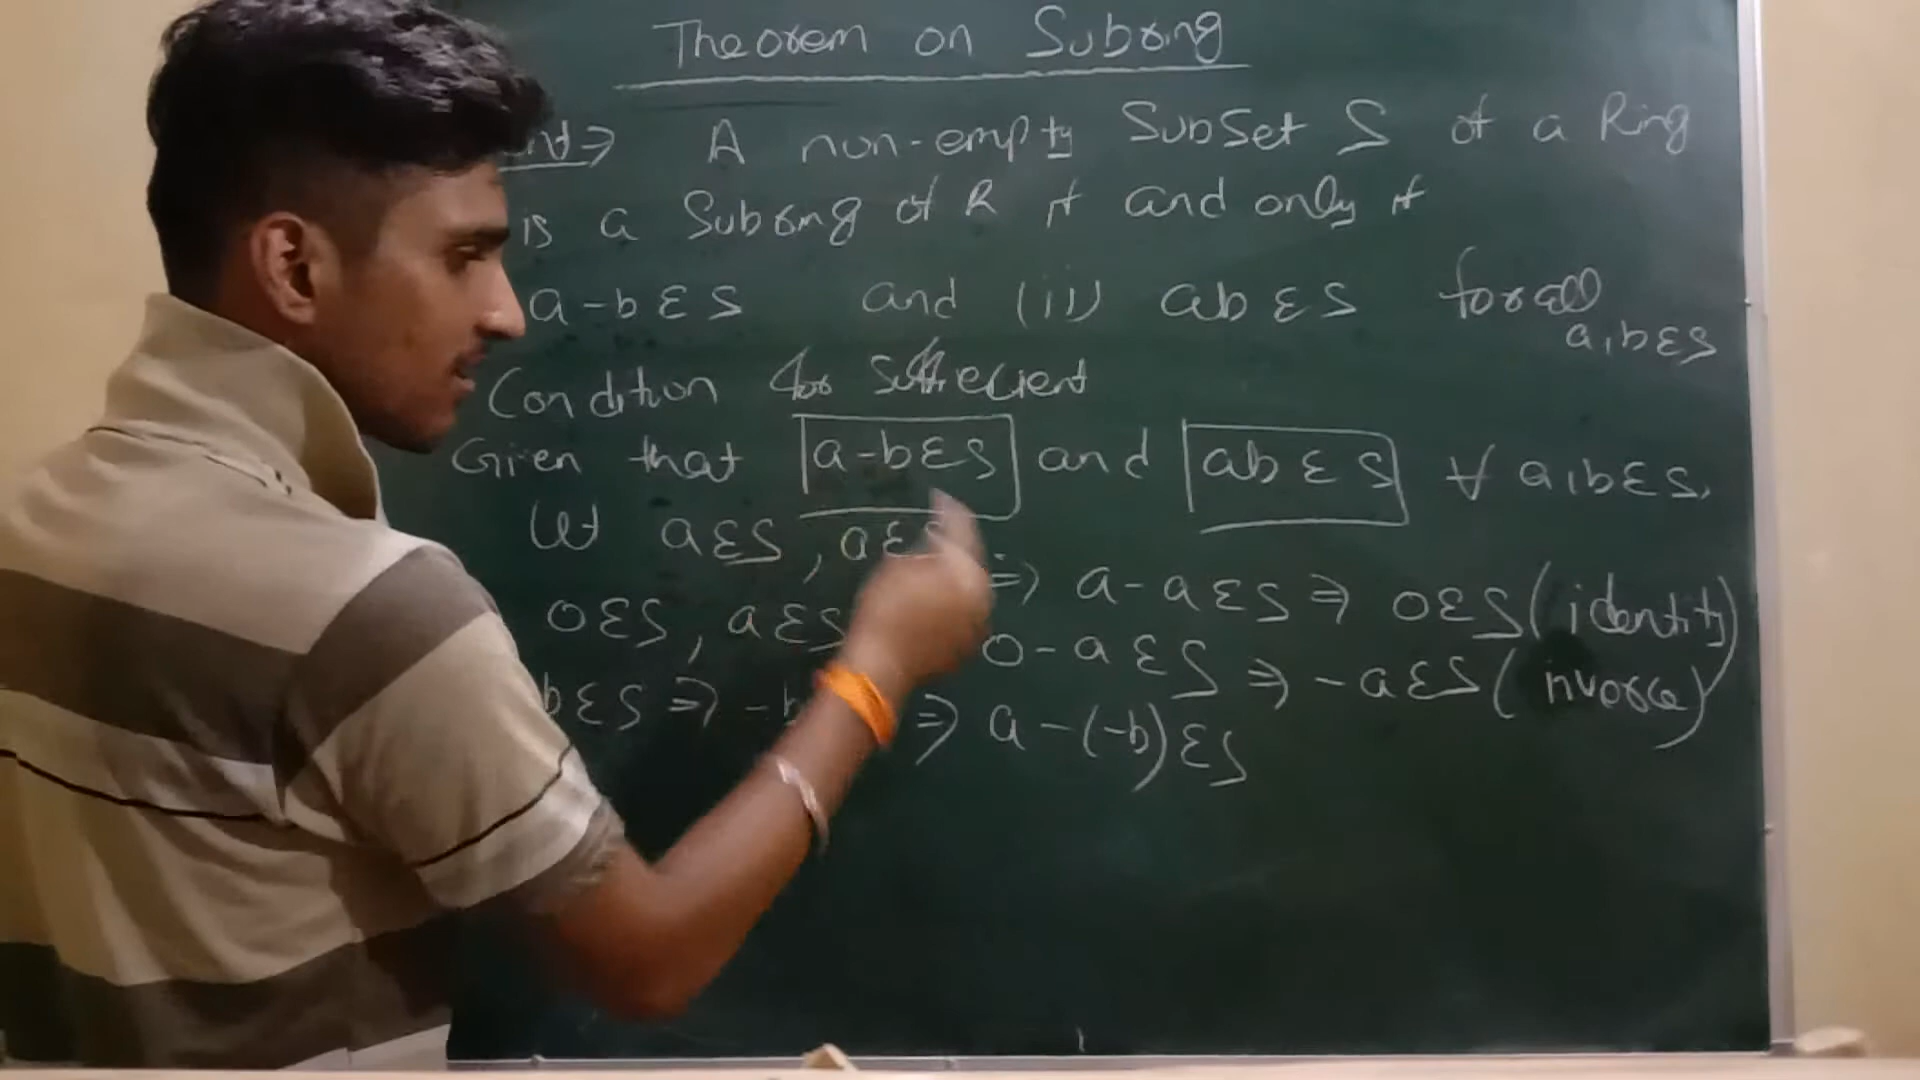 Theorem on Subring
A non-empty Subset S of a Ring
is a Subring of R if and only if
a-b ∈ S and (ii) ab ∈ S for all
a,b ∈ S
Condition for sufficient
Given that a-b ∈ S and ab ∈ S ∀ a,b ∈ S.
let a ∈ S, a ∈ S ⇒ a-a ∈ S ⇒ 0 ∈ S (identity)
0 ∈ S, a ∈ S 0-a ∈ S ⇒ -a ∈ S (inverse)
b ∈ S ⇒ -b ⇒ a-(-b) ∈ S